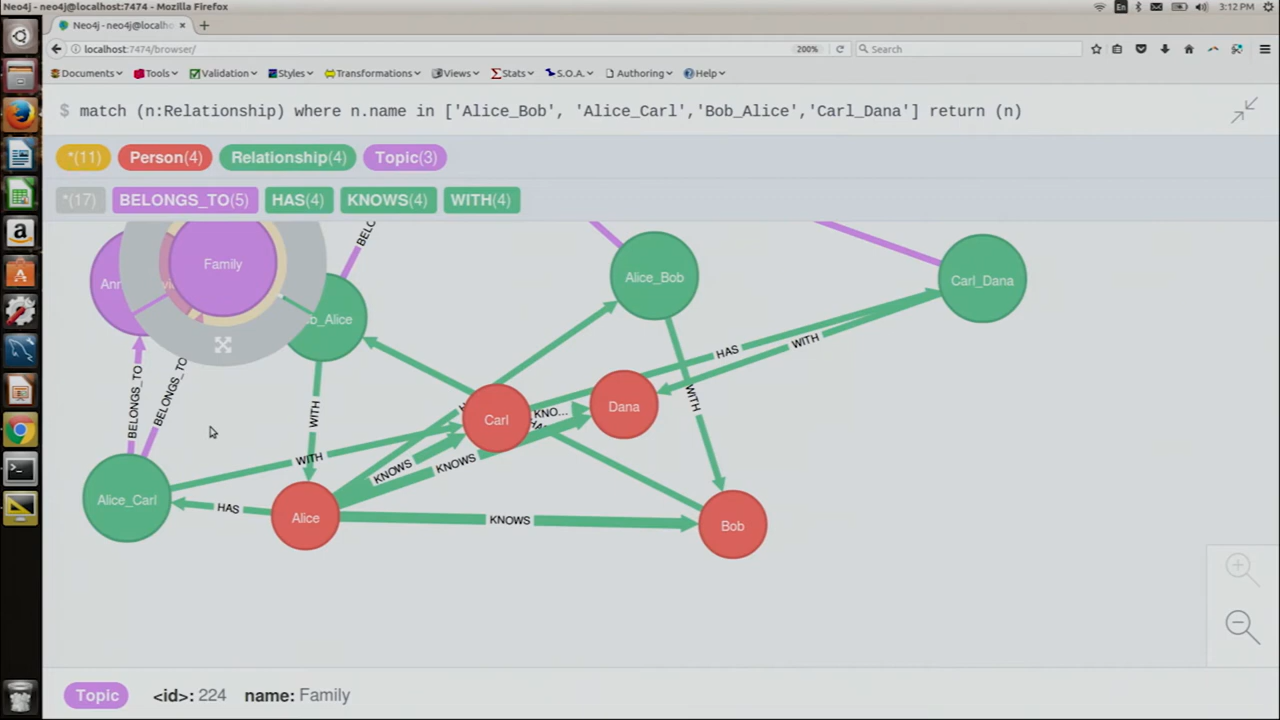 Neo4j - neo4j@localhost:7474 - Mozilla Firefox
En
3:12 PM
Neo4j - neo4j@localho
localhost:7474/browser/
200%
Search
Documents
Tools
Validation
Styles
Transformations
Views
Stats
S.O.A.
Authoring
Help
$ match (n:Relationship) where n.name in ['Alice_Bob', 'Alice_Carl','Bob_Alice','Carl_Dana'] return (n)
*(11) Person(4) Relationship(4) Topic(3)
*(17) BELONGS_TO(5) HAS(4) KNOWS(4) WITH(4)
BELO
Family
Ann
b_Alice
Alice_Bob
Carl_Dana
HAS
WITH
BELONGS_TO
BELONGS_TO
WITH
Carl
KNO...
Dana
WITH
WITH
KNOWS
KNOWS
Alice_Carl
HAS
Alice
KNOWS
Bob
Topic <id>: 224 name: Family